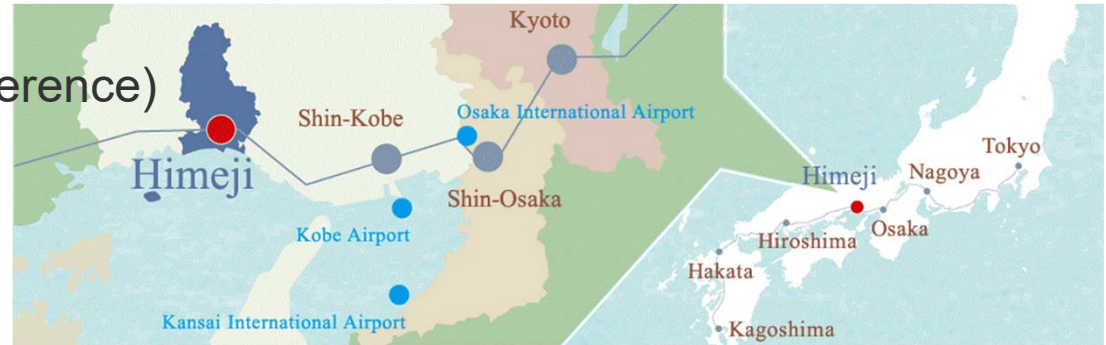 erence)
Kyoto
Shin-Kobe
Osaka International Airport
Himeji
Shin-Osaka
Kobe Airport
Kansai International Airport
Tokyo
Himeji
Nagoya
Hiroshima
Osaka
Hakata
Kagoshima